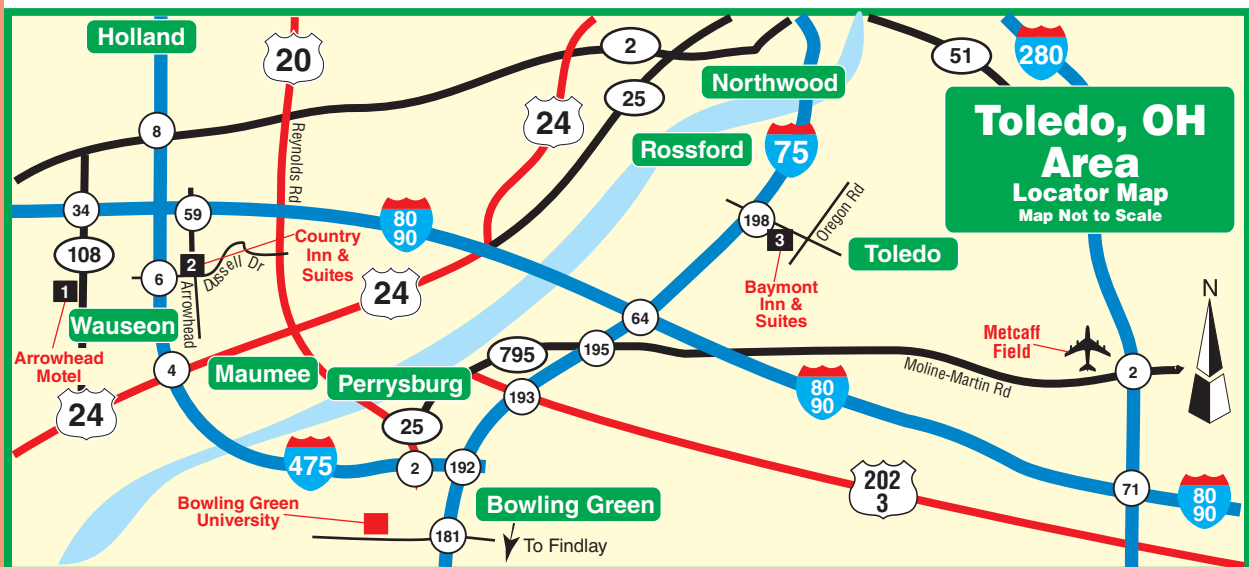 Holland
20
2
24
25
Northwood
51
280
Toledo, OH
Area
Locator Map
Map Not to Scale
Rossford
75
8
Reynolds Rd
34
59
80
90
198
Oregon Rd
3
Toledo
108
2
Country
Inn &
Suites
Dussell Dr
6
Arrowhead
1
24
Baymont
Inn &
Suites
N
Wauseon
64
Metcaff
Field
Arrowhead
Motel
795
195
Moline-Martin Rd
2
4
Maumee
Perrysburg
193
80
90
24
25
475
2
192
202
3
71
80
90
Bowling Green
University
Bowling Green
181
To Findlay